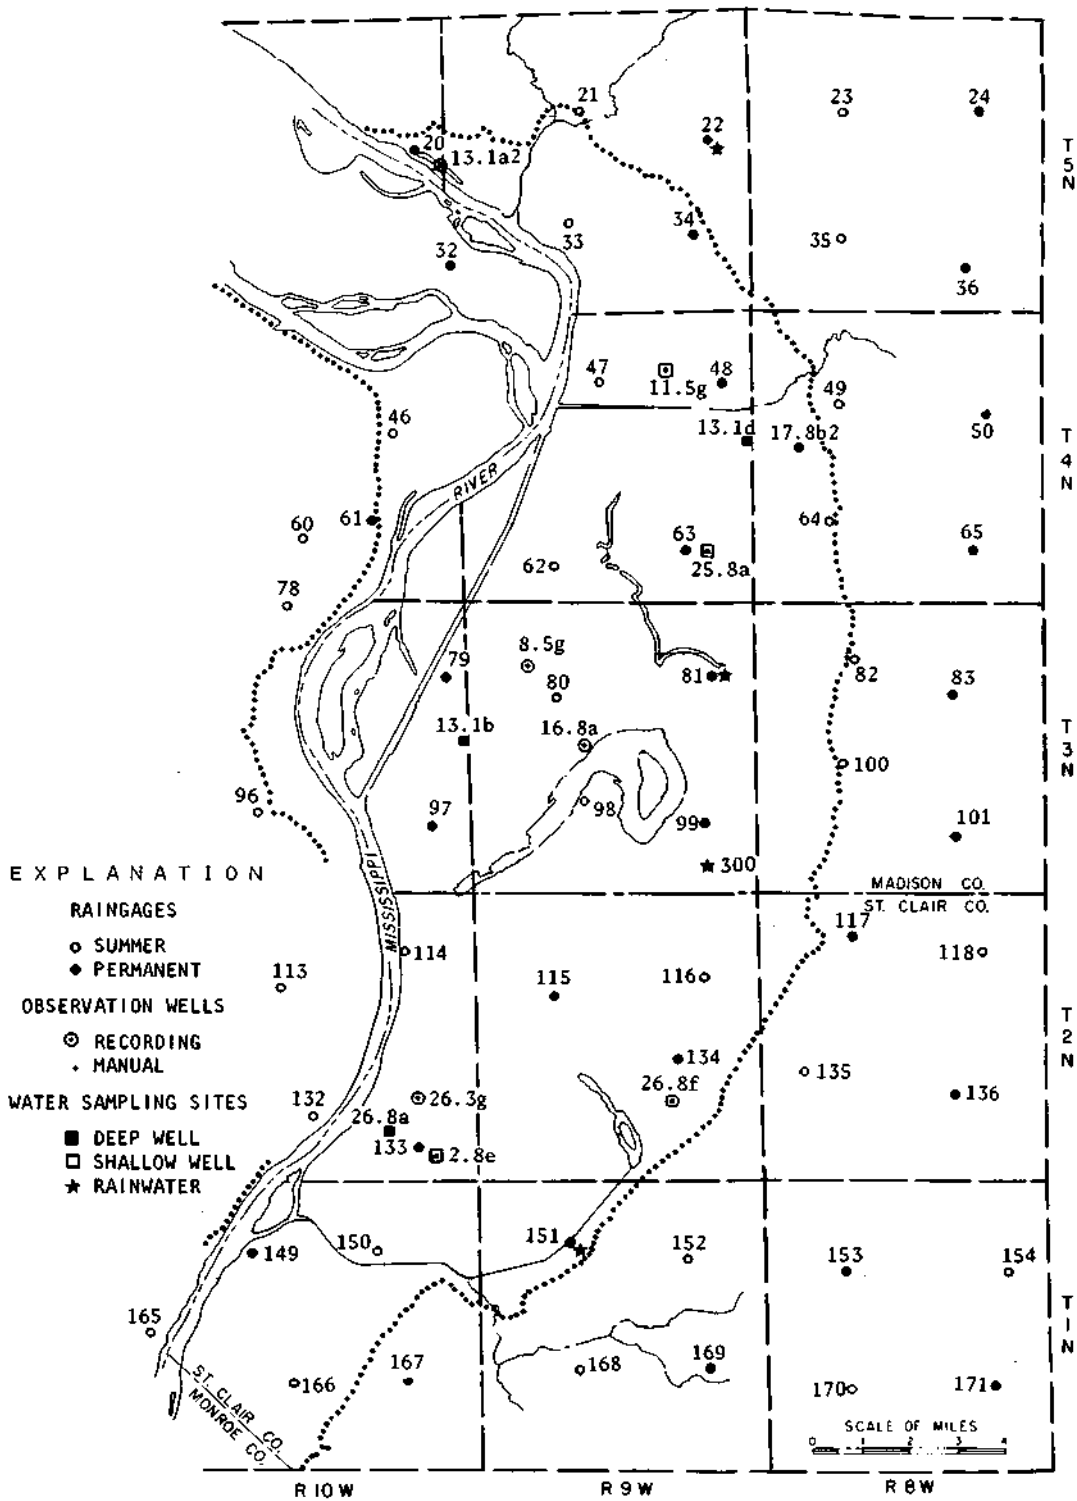 21
23
24
22
20
13.1a2
T
5
N
34
33
35
32
36
47
11.5g
48
49
50
46
13.1d
17.8b2
T
4
N
RIVER
61
60
63
64
65
25.8a
62
78
8.5g
79
80
81
82
83
13.1b
16.8a
T
3
N
100
96
97
98
99
101
300
MADISON CO.
ST. CLAIR CO.
EXPLANATION
RAINGAGES
SUMMER
PERMANENT
OBSERVATION WELLS
RECORDING
MANUAL
WATER SAMPLING SITES
DEEP WELL
SHALLOW WELL
RAINWATER
MISSISSIPPI
117
114
118
113
115
116
T
2
N
134
135
26.8f
136
132
26.3g
26.8a
133
2.8e
151
150
152
149
153
154
165
T
1
N
167
168
169
166
170
171
ST. CLAIR CO.
MONROE CO.
SCALE OF MILES
0 1 2 3 4
R10W
R9W
R8W